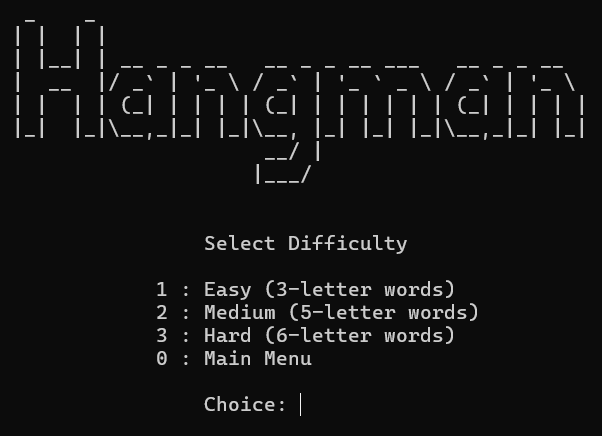 Hangman
Select Difficulty
1 : Easy (3-letter words)
2 : Medium (5-letter words)
3 : Hard (6-letter words)
0 : Main Menu
Choice: